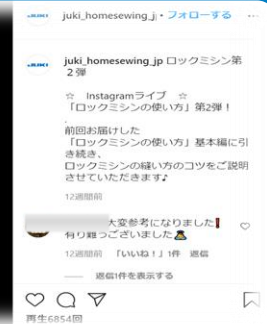 juki_homesewing_j • フォローする ...
JUKI
juki_homesewing_jp ロックミシン第
２弾
☆ Instagramライブ ☆
「ロックミシンの使い方」第2弾！
.
前回お届けした
「ロックミシンの使い方」基本編に引
き続き、
ロックミシンの縫い方のコツをご説明
させていただきます♪
12週間前
大変参考になりました❗
有り難うございました🙇
12週間前 「いいね！」1件 返信
返信1件を表示する
再生6854回